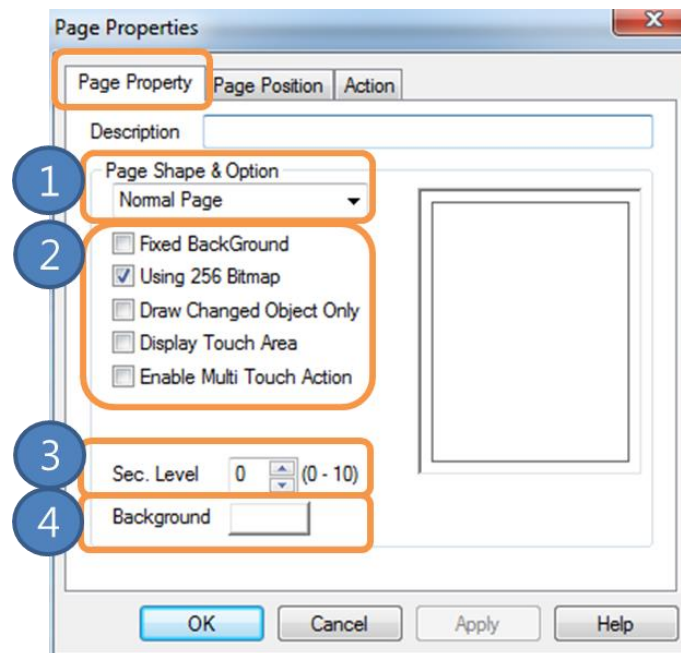 Page Properties
Page Property Page Position Action
Description
1
Page Shape & Option
Normal Page
2
Fixed BackGround
Using 256 Bitmap
Draw Changed Object Only
Display Touch Area
Enable Multi Touch Action
3
Sec. Level 0 (0 - 10)
4
Background
OK Cancel Apply Help